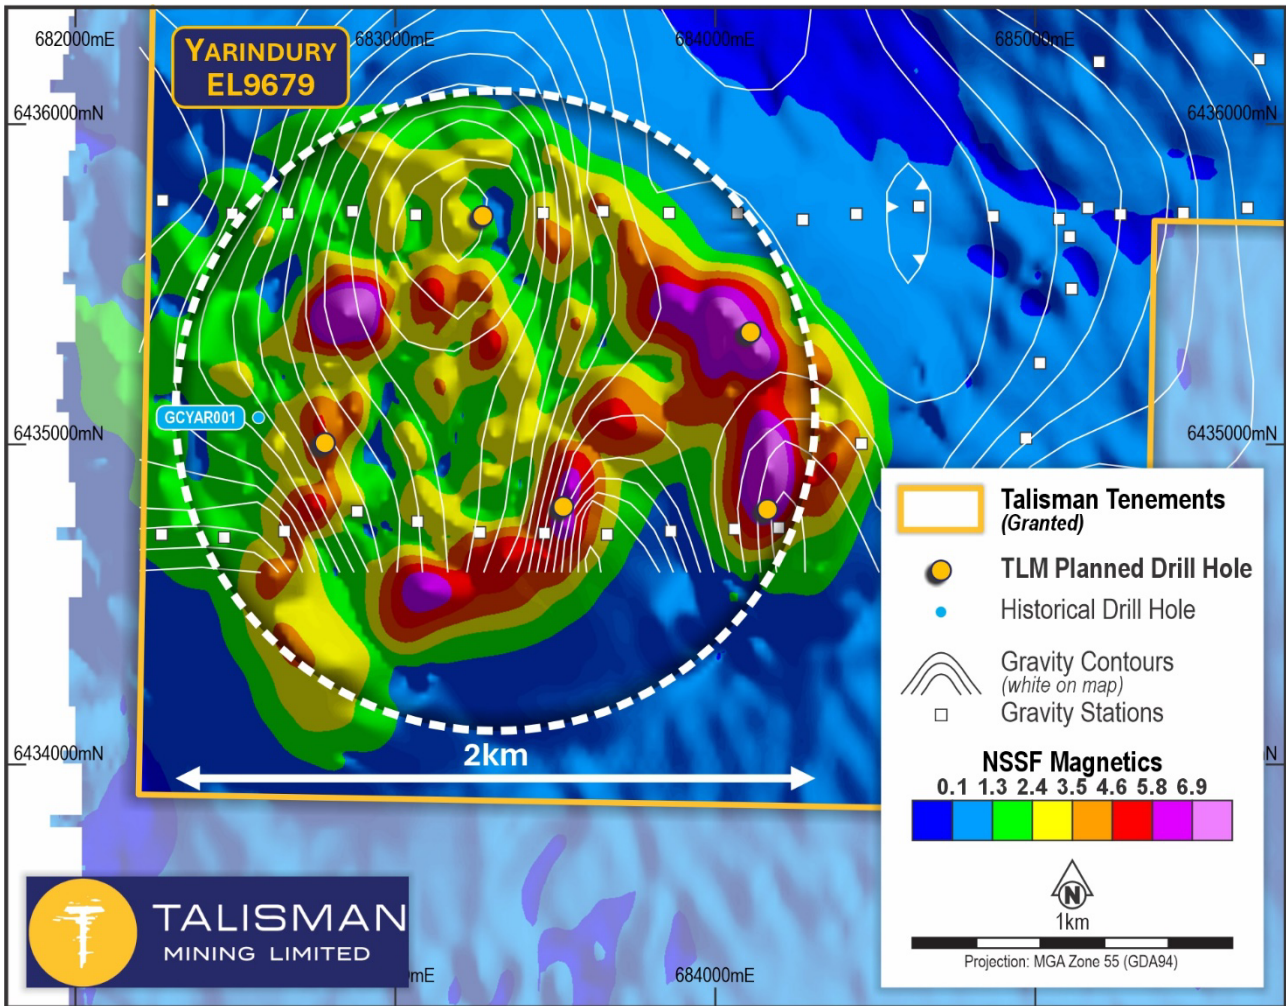 682000mE
683000mE
684000mE
685000mE
YARINDURY
EL9679
6436000mN
6436000mN
GCYAR001
6435000mN
6435000mN
Talisman Tenements
(Granted)
TLM Planned Drill Hole
Historical Drill Hole
Gravity Contours
(white on map)
Gravity Stations
NSSF Magnetics
0.1 1.3 2.4 3.5 4.6 5.8 6.9
N
1km
Projection: MGA Zone 55 (GDA94)
2km
6434000mN
TALISMAN
MINING LIMITED
684000mE